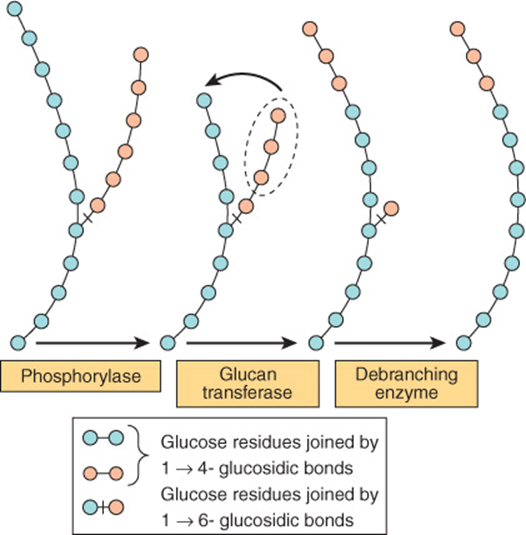 Phosphorylase
Glucan
transferase
Debranching
enzyme
Glucose residues joined by
1 → 4- glucosidic bonds
Glucose residues joined by
1 → 6- glucosidic bonds